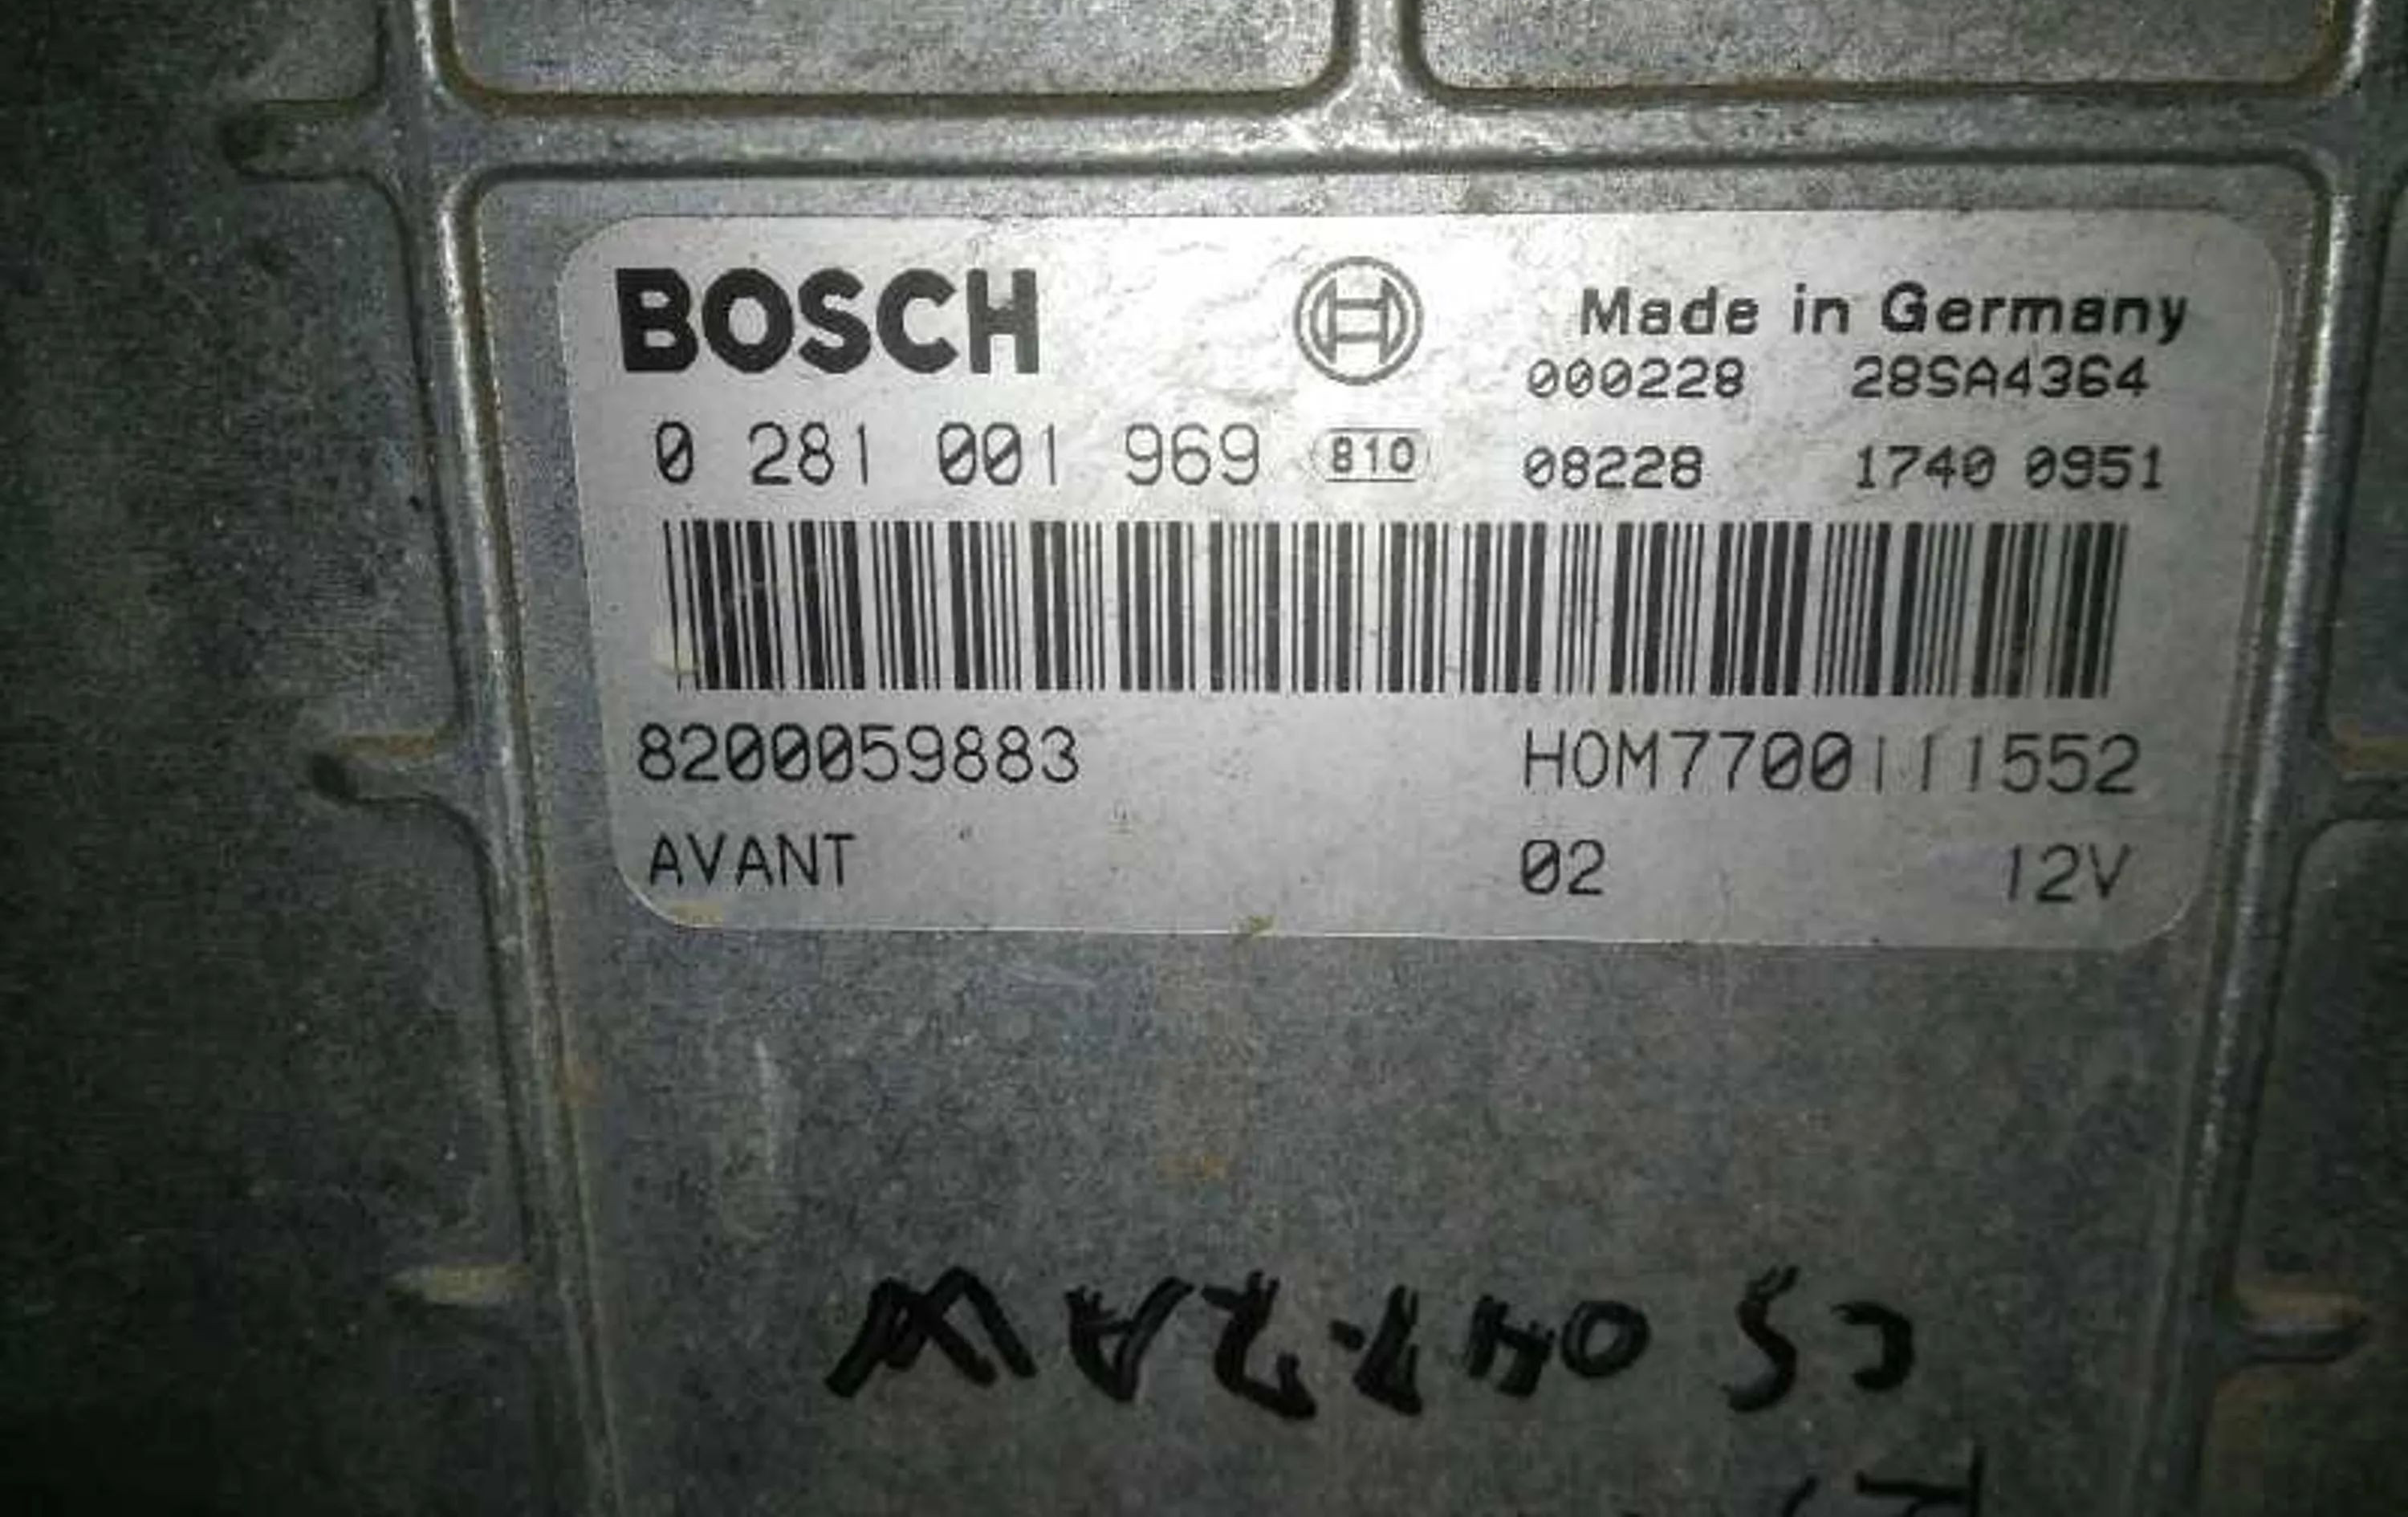 BOSCH Made in Germany
000228 28SA4364
0 281 001 969 810 08228 1740 0951
8200059883 HOM7700111552
AVANT 02 12V